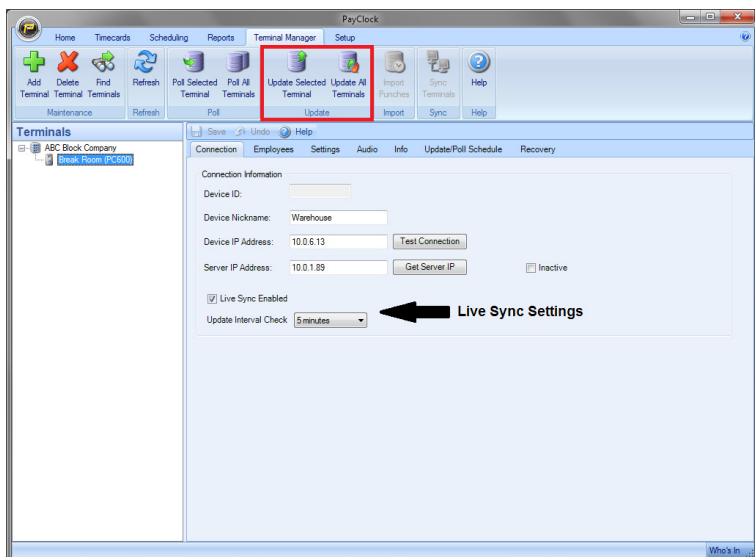 PayClock
Home Timecards Scheduling Reports Terminal Manager Setup
Add Terminal
Delete Terminal
Find Terminals
Refresh
Poll Selected Terminal
Poll All Terminals
Update Selected Terminal
Update All Terminals
Import Punches
Sync Terminals
Help
Maintenance Refresh Poll Update Import Sync Help
Terminals
Save Undo Help
ABC Block Company
Break Room (PC600)
Connection Employees Settings Audio Info Update/Poll Schedule Recovery
Connection Information
Device ID:
Device Nickname: Warehouse
Device IP Address: 10.0.6.13 Test Connection
Server IP Address: 10.0.1.89 Get Server IP Inactive
Live Sync Enabled
Update Interval Check 5 minutes
Live Sync Settings
Who's In